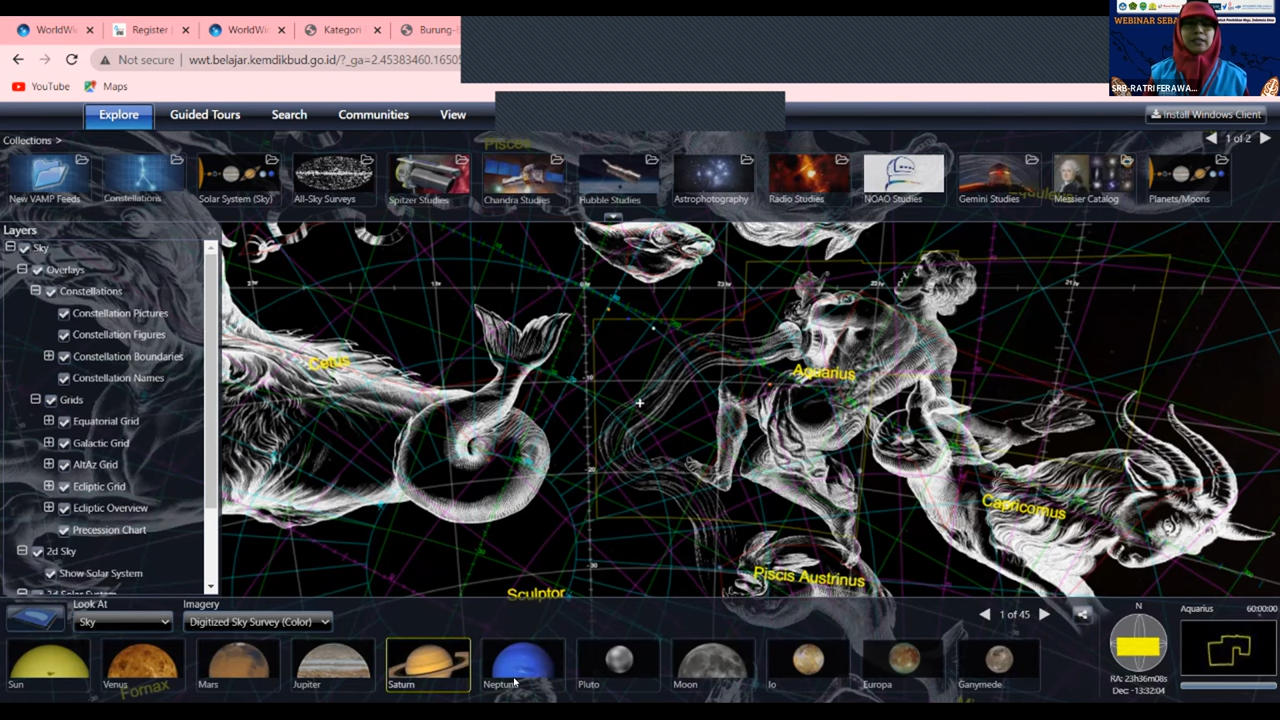 WorldWi
Register |
WorldWi
Kategori
Burung-B
WEBINAR SEBA
Not secure | wwt.belajar.kemdikbud.go.id/?_ga=2.45383460.16505
SRB-RATRI FERAWA...
YouTube
Maps
Explore
Guided Tours
Search
Communities
View
Install Windows Client
Collections >
Pisces
1 of 2
New VAMP Feeds
Constellations
Solar System (Sky)
All-Sky Surveys
Spitzer Studies
Chandra Studies
Hubble Studies
Astrophotography
Radio Studies
NOAO Studies
Gemini Studies
Messier Catalog
Planets/Moons
Layers
Sky
Overlays
Constellations
Constellation Pictures
Constellation Figures
Constellation Boundaries
Constellation Names
Grids
Equatorial Grid
Galactic Grid
AltAz Grid
Ecliptic Grid
Ecliptic Overview
Precession Chart
2d Sky
Show Solar System
Cetus
Aquarius
Capricornus
Piscis Austrinus
Sculptor
Look At
Sky
Imagery
Digitized Sky Survey (Color)
1 of 45
N
Aquarius
60:00:00
Sun
Venus
Mars
Jupiter
Saturn
Neptune
Pluto
Moon
Io
Europa
Ganymede
Fornax
RA: 23h36m08s
Dec: -13:32:04